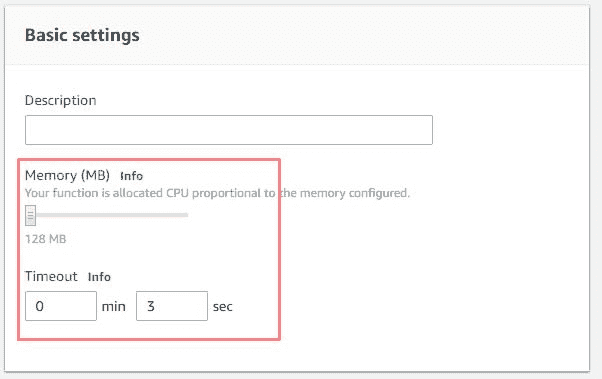 Basic settings
Description
Memory (MB) Info
Your function is allocated CPU proportional to the memory configured.
128 MB
Timeout Info
0 min 3 sec